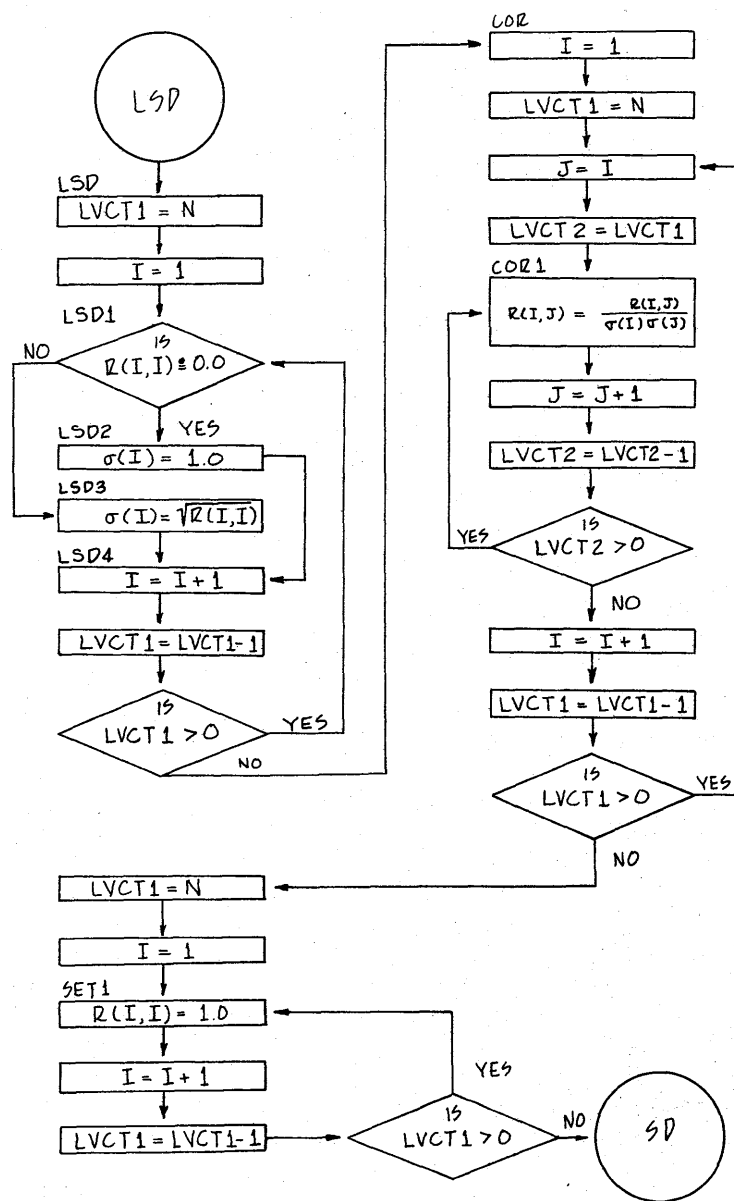 LSD
LSD
LVCT1 = N
I = 1
LSD1
IS
R(I,I) ≦ 0.0
NO
YES
LSD2
σ(I) = 1.0
LSD3
σ(I) = √R(I,I)
LSD4
I = I + 1
LVCT1 = LVCT1-1
IS
LVCT1 > 0
YES
NO
COR
I = 1
LVCT1 = N
J = I
LVCT2 = LVCT1
COR1
R(I,J) = R(I,J) / σ(I)σ(J)
J = J+1
LVCT2 = LVCT2-1
IS
LVCT2 > 0
YES
NO
I = I + 1
LVCT1 = LVCT1-1
IS
LVCT1 > 0
YES
NO
LVCT1 = N
I = 1
SET1
R(I,I) = 1.0
I = I + 1
LVCT1 = LVCT1-1
IS
LVCT1 > 0
YES
NO
SD